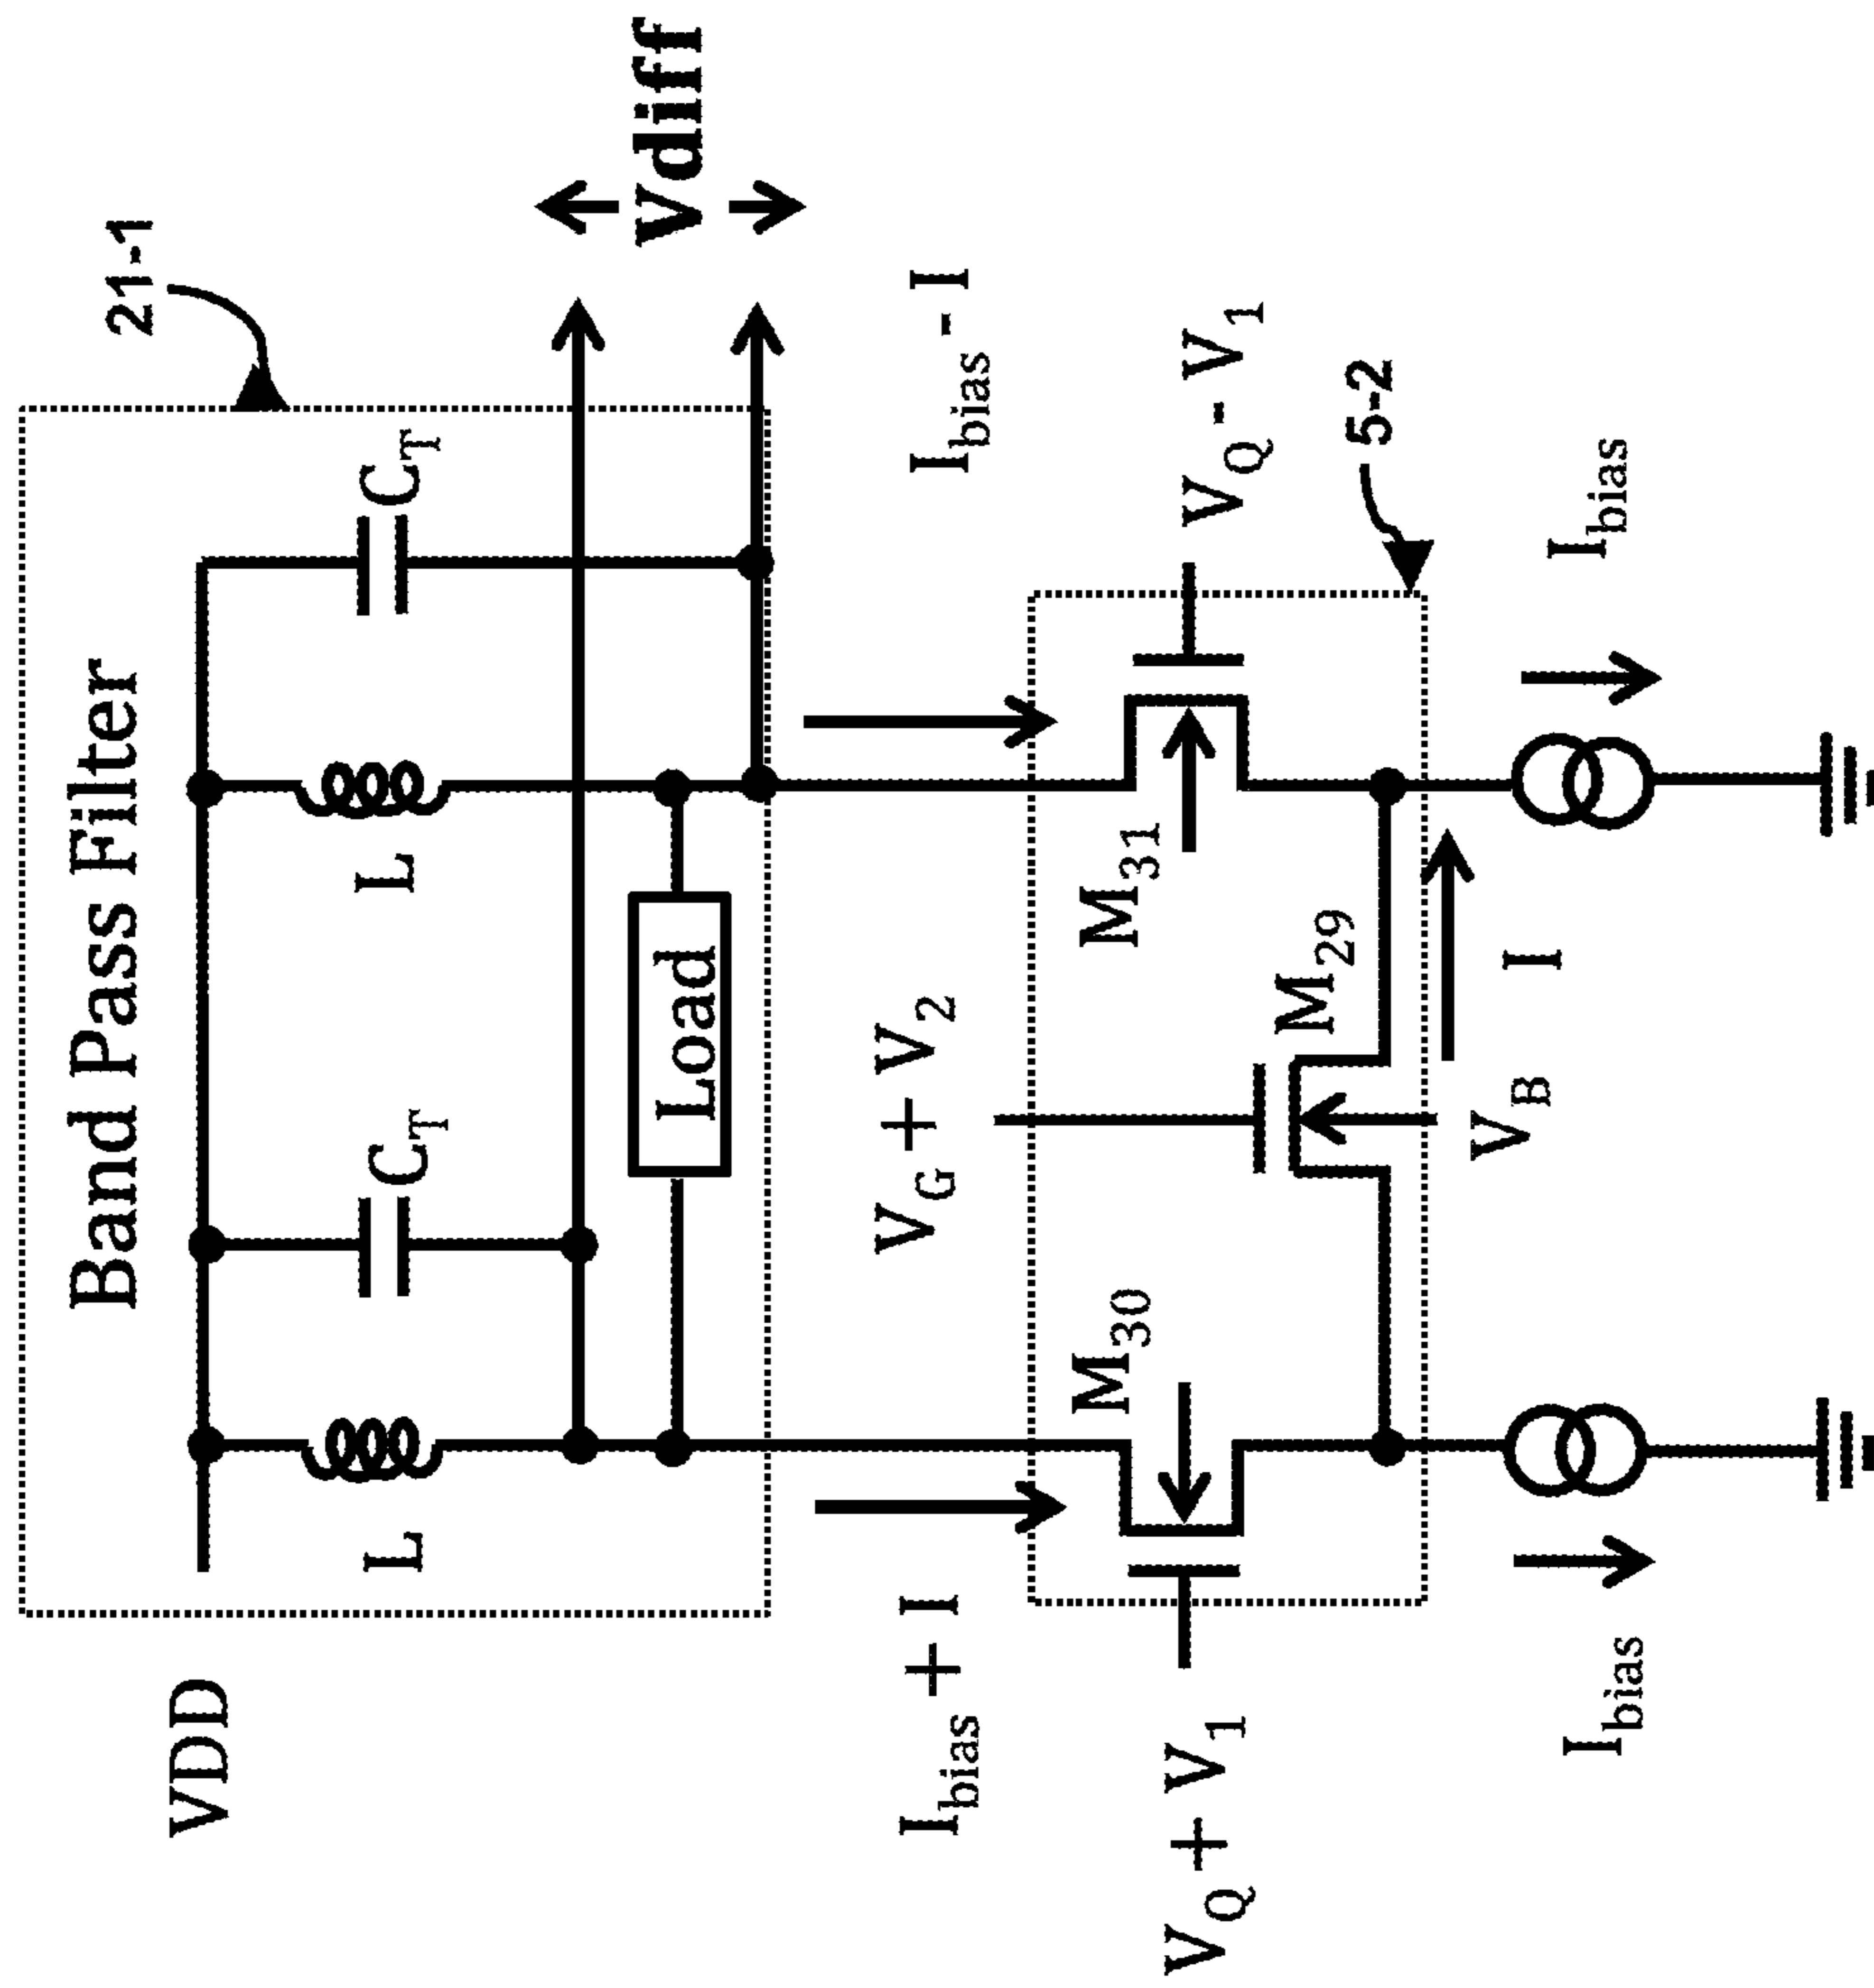 21-1
Band Pass Filter
VDD
L
C_T
L
C_T
Load
Vdiff
I_bias + I
V_G + V_2
I_bias - I
M_30
M_31
V_Q + V_1
V_Q - V_1
M_29
5-2
V_B
I
I_bias
I_bias